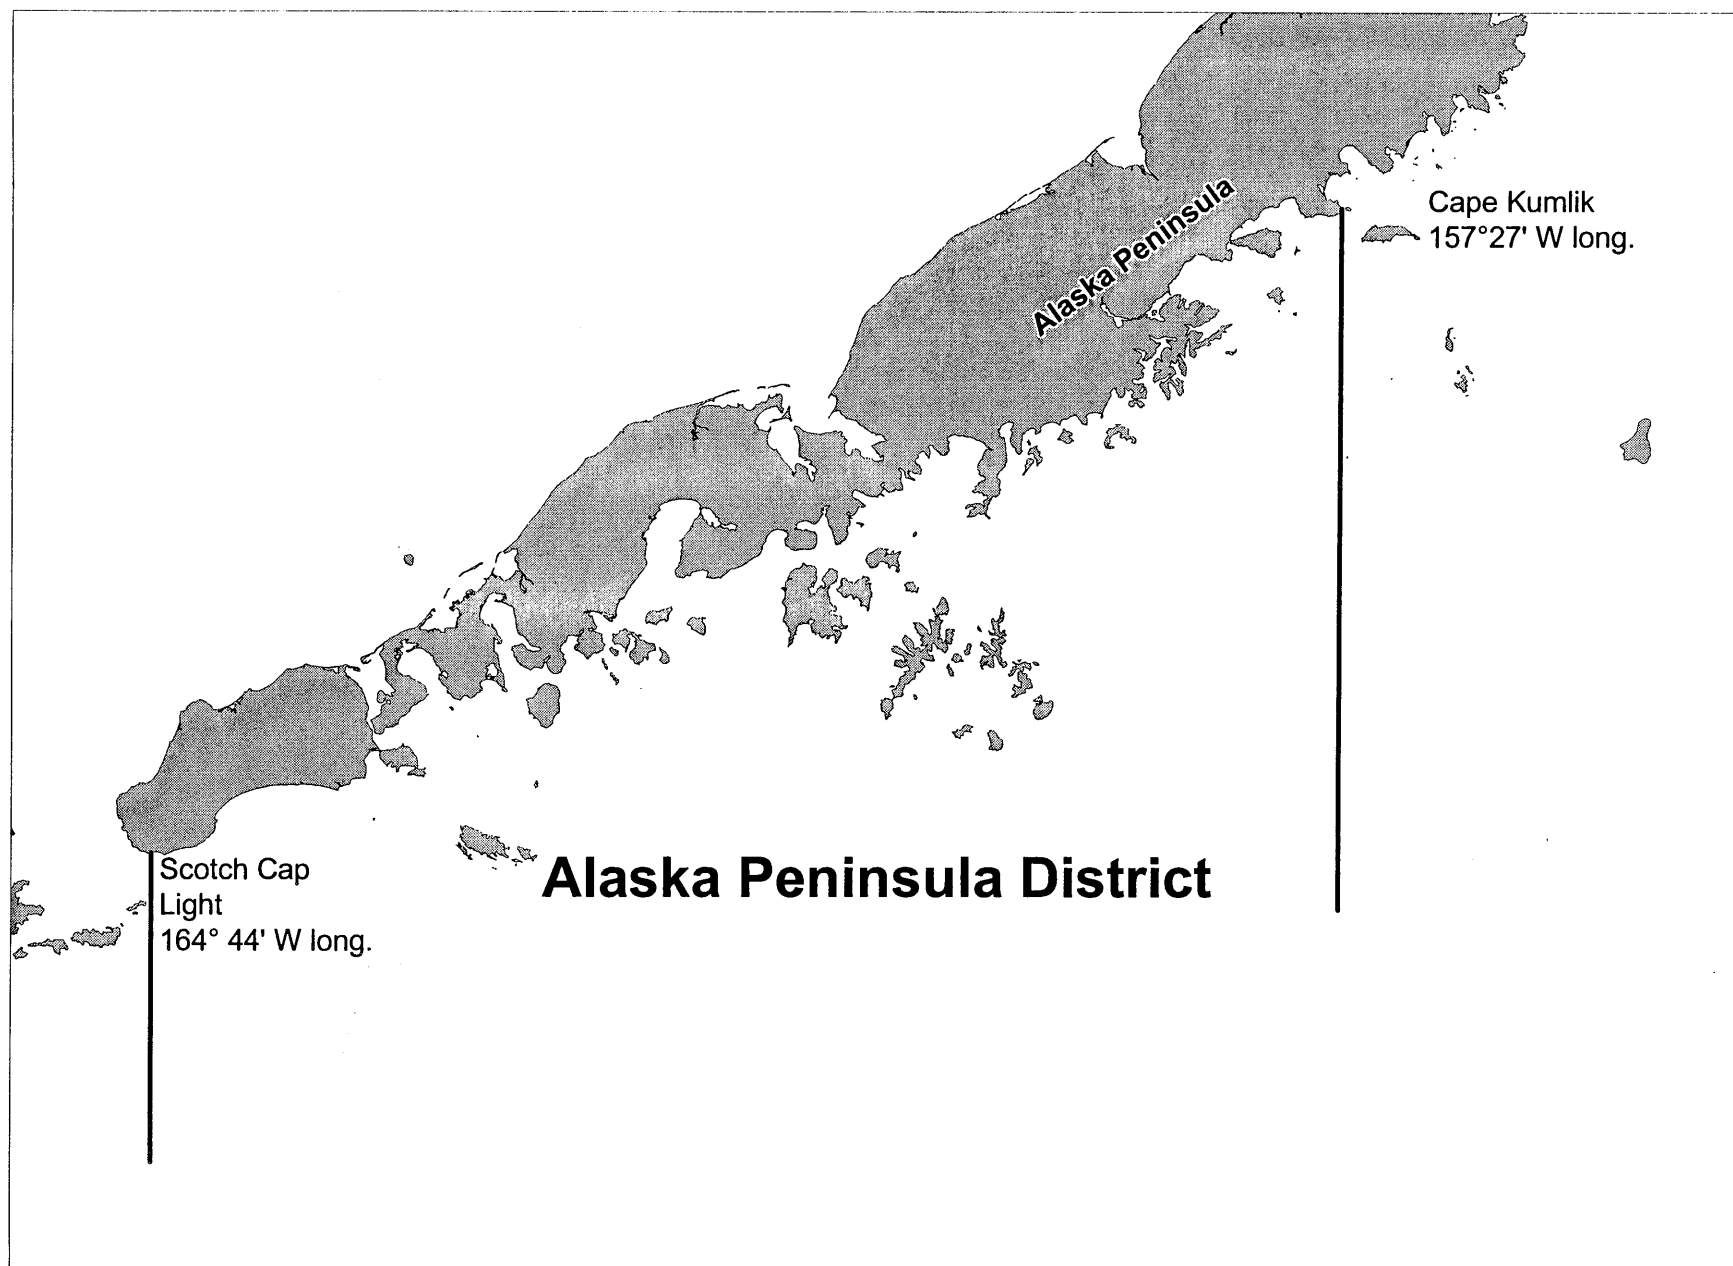 Alaska Peninsula
Cape Kumlik
157°27' W long.
Scotch Cap
Light
164° 44' W long.
Alaska Peninsula District